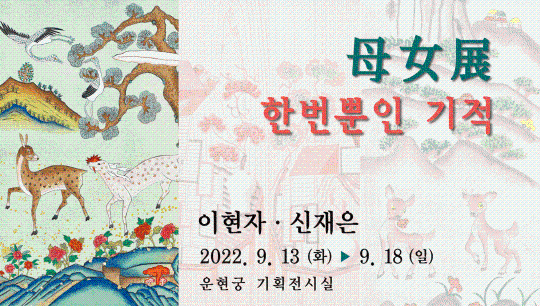 母女展
한번뿐인 기적
이현자 · 신재은
2022. 9. 13 (화) ▶ 9. 18 (일)
운현궁 기획전시실